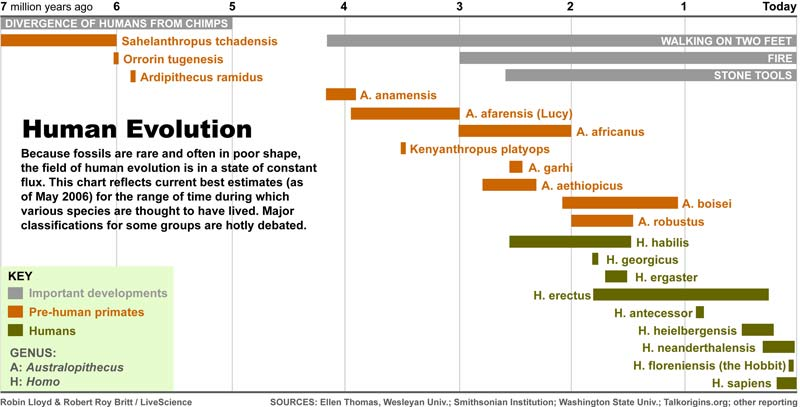 7 million years ago 6 5 4 3 2 1 Today
DIVERGENCE OF HUMANS FROM CHIMPS
Sahelanthropus tchadensis
WALKING ON TWO FEET
Orrorin tugenesis
FIRE
Ardipithecus ramidus
STONE TOOLS
A. anamensis
A. afarensis (Lucy)
A. africanus
Kenyanthropus platyops
A. garhi
A. aethiopicus
A. boisei
A. robustus
H. habilis
H. georgicus
H. ergaster
H. erectus
H. antecessor
H. heielbergensis
H. neanderthalensis
H. floreniensis (the Hobbit)
H. sapiens
Human Evolution
Because fossils are rare and often in poor shape,
the field of human evolution is in a state of constant
flux. This chart reflects current best estimates (as
of May 2006) for the range of time during which
various species are thought to have lived. Major
classifications for some groups are hotly debated.
KEY
Important developments
Pre-human primates
Humans
GENUS:
A: Australopithecus
H: Homo
Robin Lloyd & Robert Roy Britt / LiveScience
SOURCES: Ellen Thomas, Wesleyan Univ.; Smithsonian Institution; Washington State Univ.; Talkorigins.org; other reporting